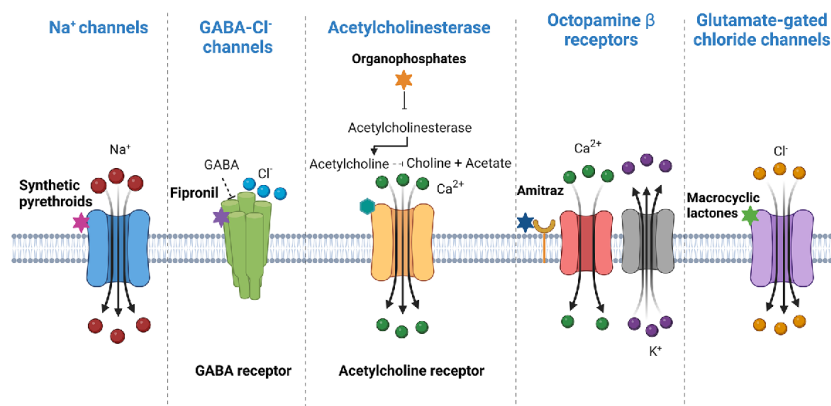 Na⁺ channels
GABA-Cl⁻
channels
Acetylcholinesterase
Octopamine β
receptors
Glutamate-gated
chloride channels
Organophosphates
Acetylcholinesterase
Acetylcholine
Choline + Acetate
Na⁺
Synthetic
pyrethroids
GABA
Cl⁻
Fipronil
Ca²⁺
Ca²⁺
Amitraz
K⁺
Cl⁻
Macrocyclic
lactones
GABA receptor
Acetylcholine receptor